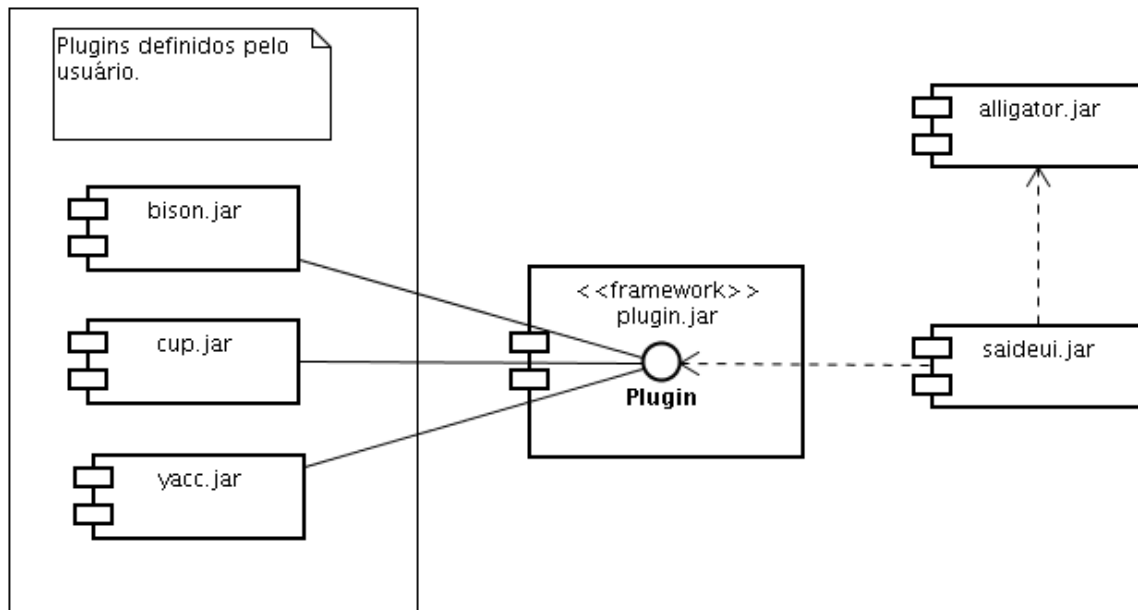 Plugins definidos pelo
usuário.
bison.jar
cup.jar
yacc.jar
<<framework>>
plugin.jar
Plugin
alligator.jar
saideui.jar